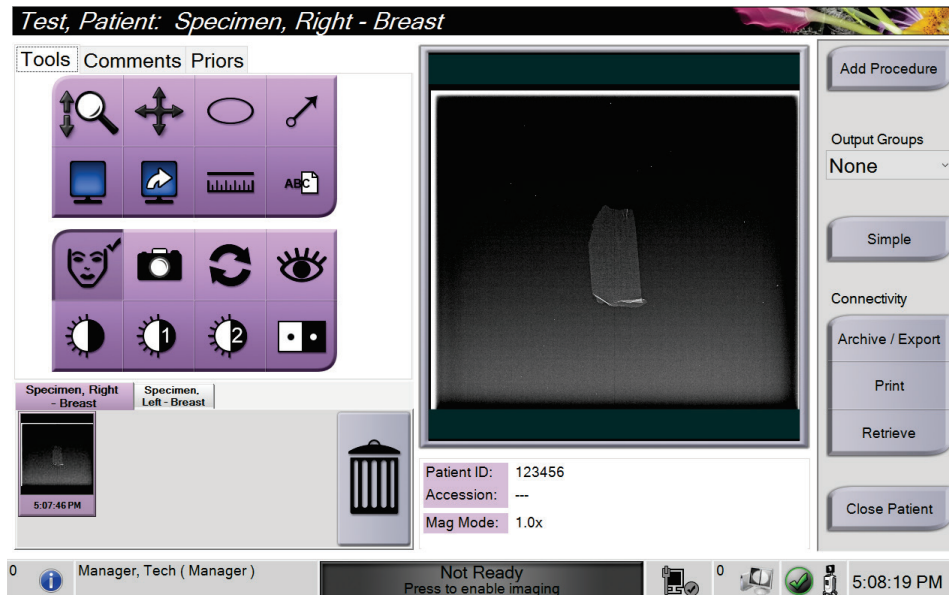 Test, Patient:  Specimen, Right - Breast
Tools
Comments
Priors
ABC
1
2
Specimen, Right
- Breast
Specimen,
Left - Breast
5:07:46 PM
Patient ID: 123456
Accession: ---
Mag Mode: 1.0x
Add Procedure
Output Groups
None
Simple
Connectivity
Archive / Export
Print
Retrieve
Close Patient
0
Manager, Tech ( Manager )
Not Ready
Press to enable imaging
0
5:08:19 PM